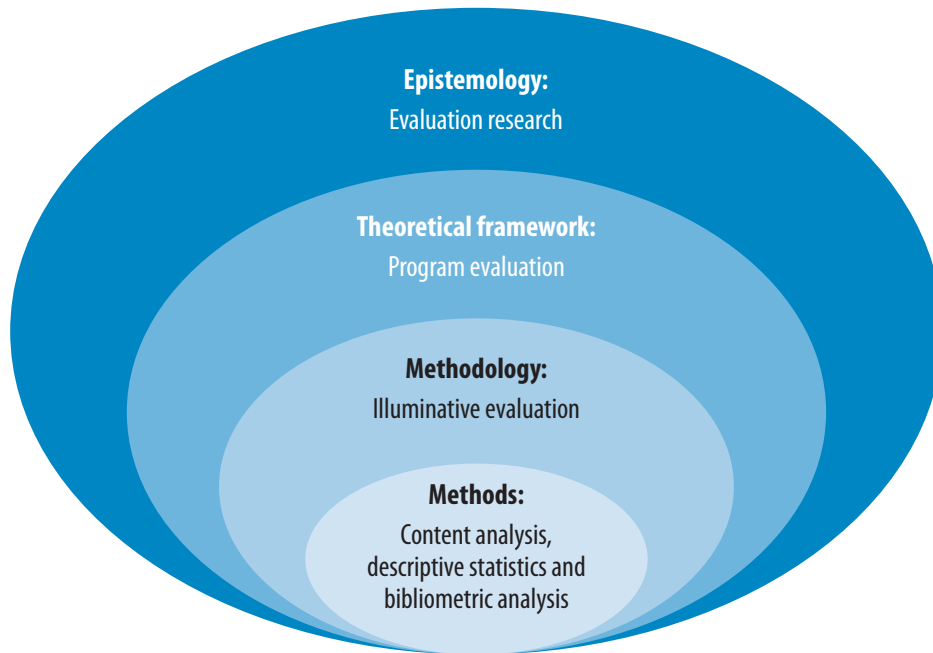 Epistemology:
Evaluation research
Theoretical framework:
Program evaluation
Methodology:
Illuminative evaluation
Methods:
Content analysis,
descriptive statistics and
bibliometric analysis